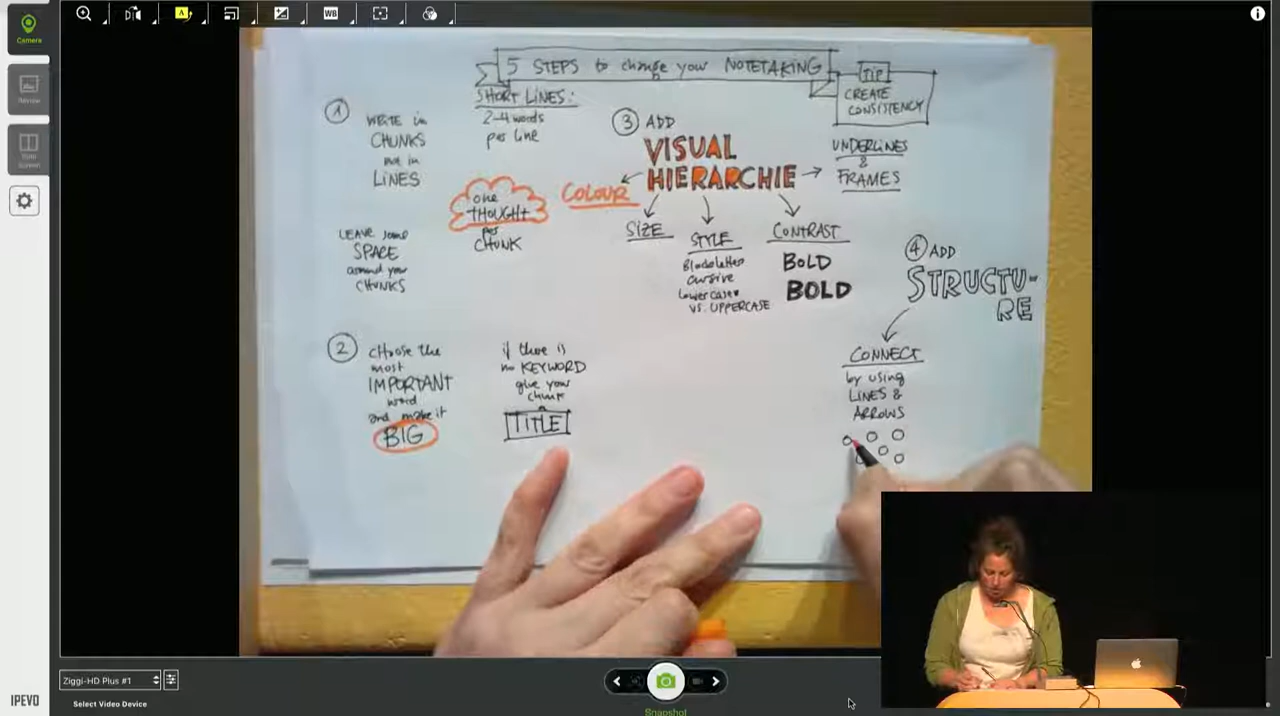 5 STEPS to change your NOTETAKING
TIP
CREATE
CONSISTENCY
1
WRITE in
CHUNKS
not in
LINES
SHORT LINES:
2-4 words
per line
LEAVE some
SPACE
around your
CHUNKS
one
THOUGHT
per
CHUNK
2
choose the
most
IMPORTANT
word
and make it
BIG
if there is
no KEYWORD
give your
chunk
a
TITLE
3 ADD
VISUAL
HIERARCHIE
COLOUR
SIZE
STYLE
Blockletter
cursive
lowercase
VS. UPPERCASE
CONTRAST
BOLD
BOLD
UNDERLINES
&
FRAMES
4 ADD
STRUCTU-
RE
CONNECT
by using
LINES &
ARROWS
Camera
WB
IPEVO
Ziggi-HD Plus #1
Select Video Device
Snapshot